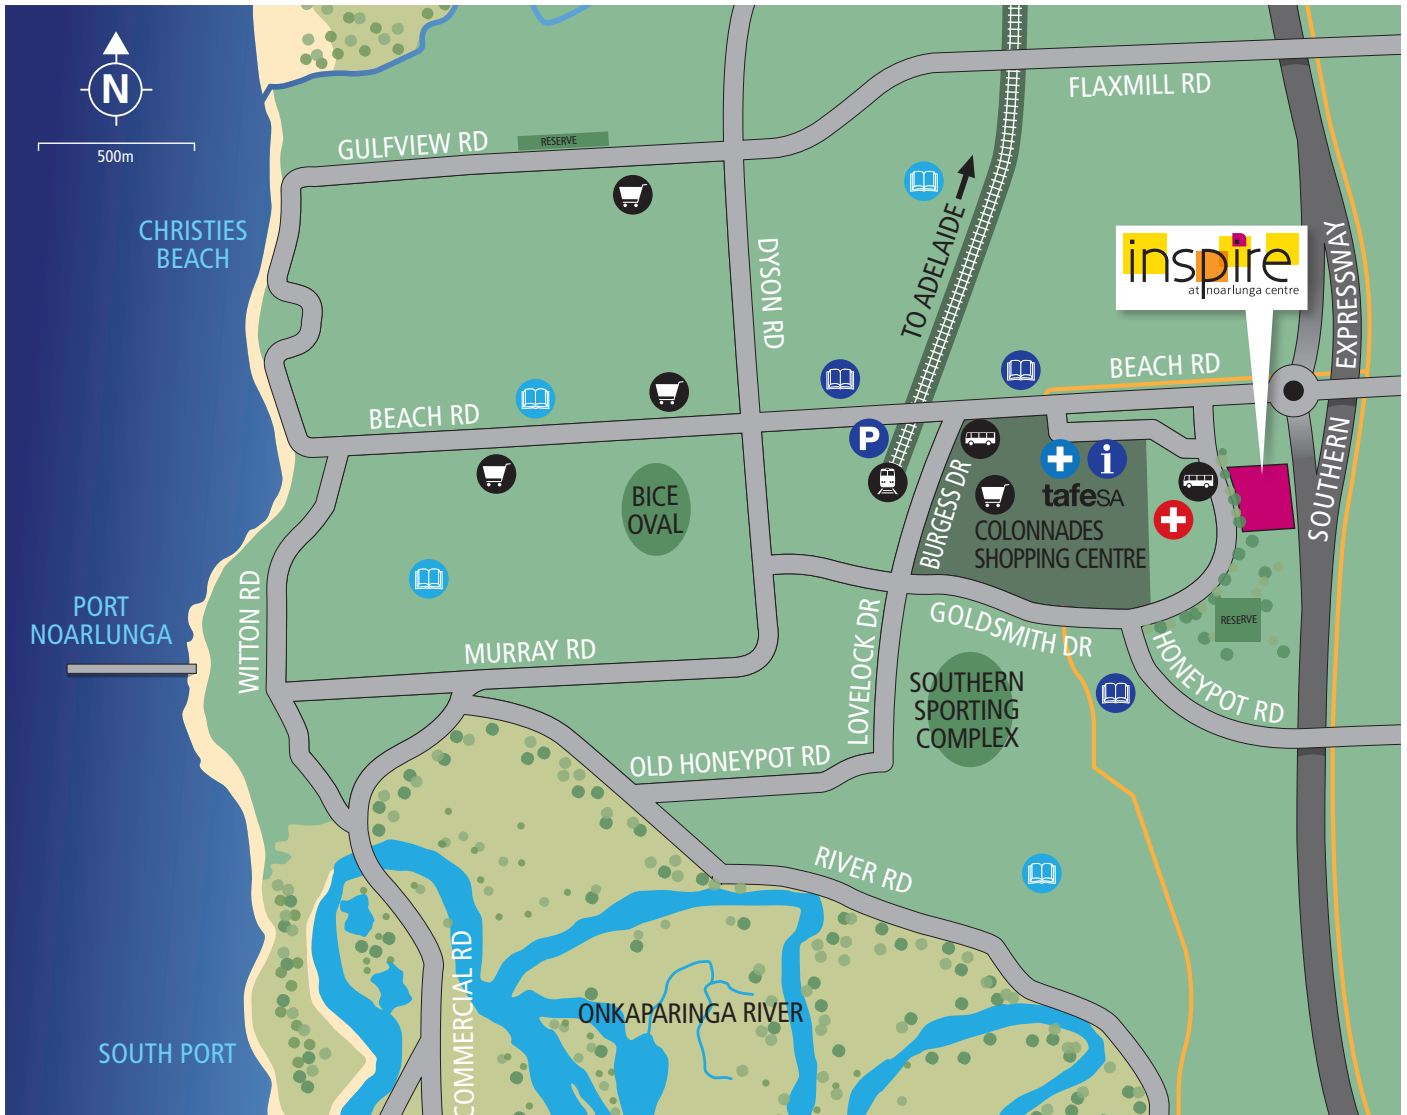 N
500m
FLAXMILL RD
GULFVIEW RD
RESERVE
CHRISTIES
BEACH
DYSON RD
TO ADELAIDE
inspire
at noarlunga centre
EXPRESSWAY
SOUTHERN
BEACH RD
BEACH RD
P
i
tafeSA
BURGESS DR
COLONNADES
SHOPPING CENTRE
BICE
OVAL
PORT
NOARLUNGA
WITTON RD
MURRAY RD
LOVELOCK DR
GOLDSMITH DR
RESERVE
HONEYPOT RD
SOUTHERN
SPORTING
COMPLEX
OLD HONEYPOT RD
RIVER RD
COMMERCIAL RD
ONKAPARINGA RIVER
SOUTH PORT